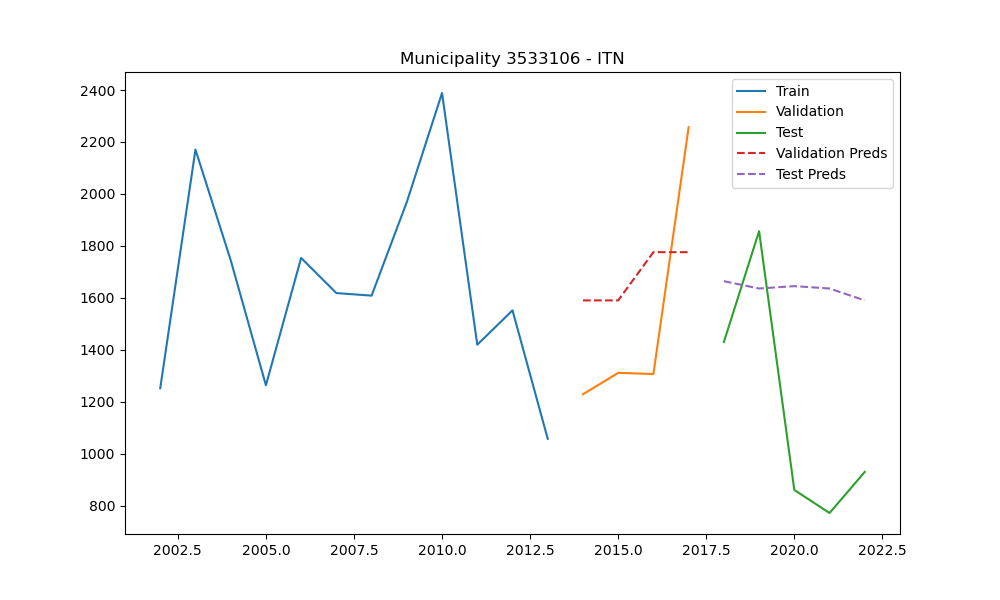 Municipality 3533106 - ITN
2400
2200
2000
1800
1600
1400
1200
1000
800
Train
Validation
Test
Validation Preds
Test Preds
2002.5 2005.0 2007.5 2010.0 2012.5 2015.0 2017.5 2020.0 2022.5